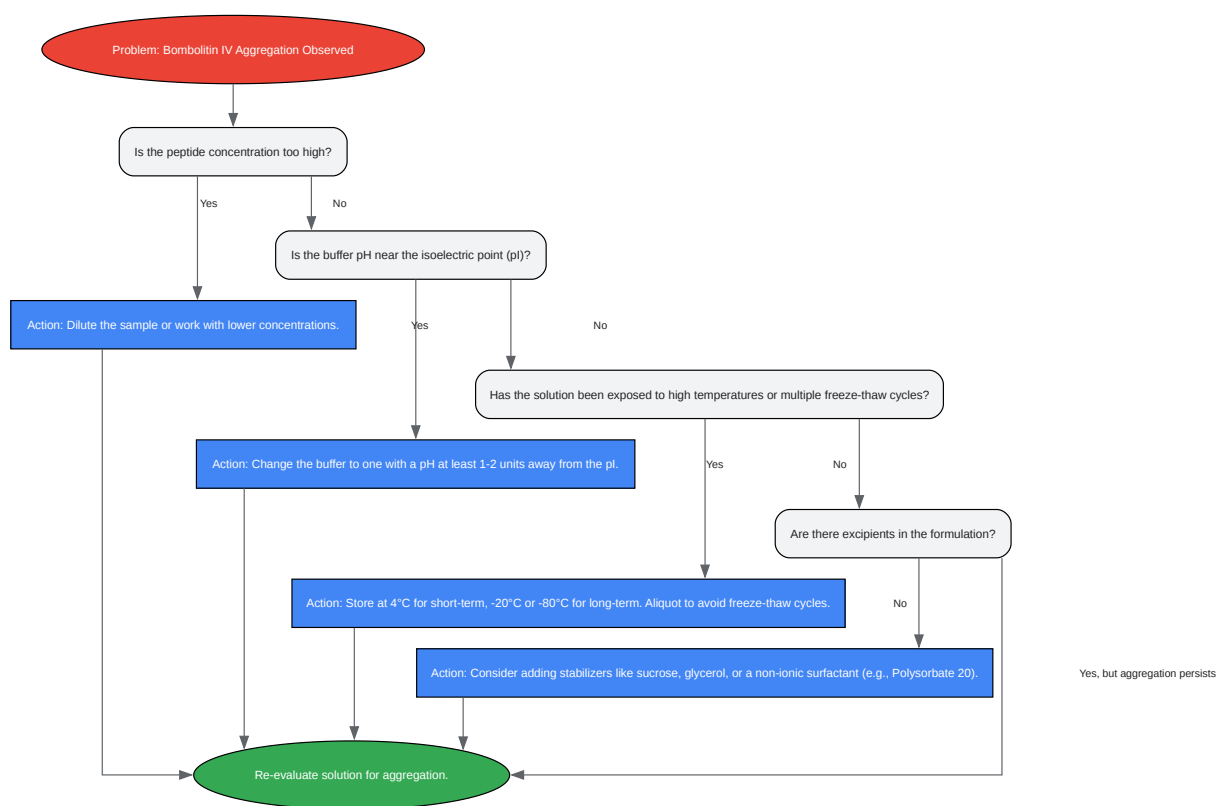 Problem: Bombolitin IV Aggregation Observed
Is the peptide concentration too high?
Yes
No
Is the buffer pH near the isoelectric point (pI)?
Action: Dilute the sample or work with lower concentrations.
Yes
No
Has the solution been exposed to high temperatures or multiple freeze-thaw cycles?
Action: Change the buffer to one with a pH at least 1-2 units away from the pI.
Yes
No
Are there excipients in the formulation?
Action: Store at 4°C for short-term, -20°C or -80°C for long-term. Aliquot to avoid freeze-thaw cycles.
No
Action: Consider adding stabilizers like sucrose, glycerol, or a non-ionic surfactant (e.g., Polysorbate 20).
Yes, but aggregation persists
Re-evaluate solution for aggregation.